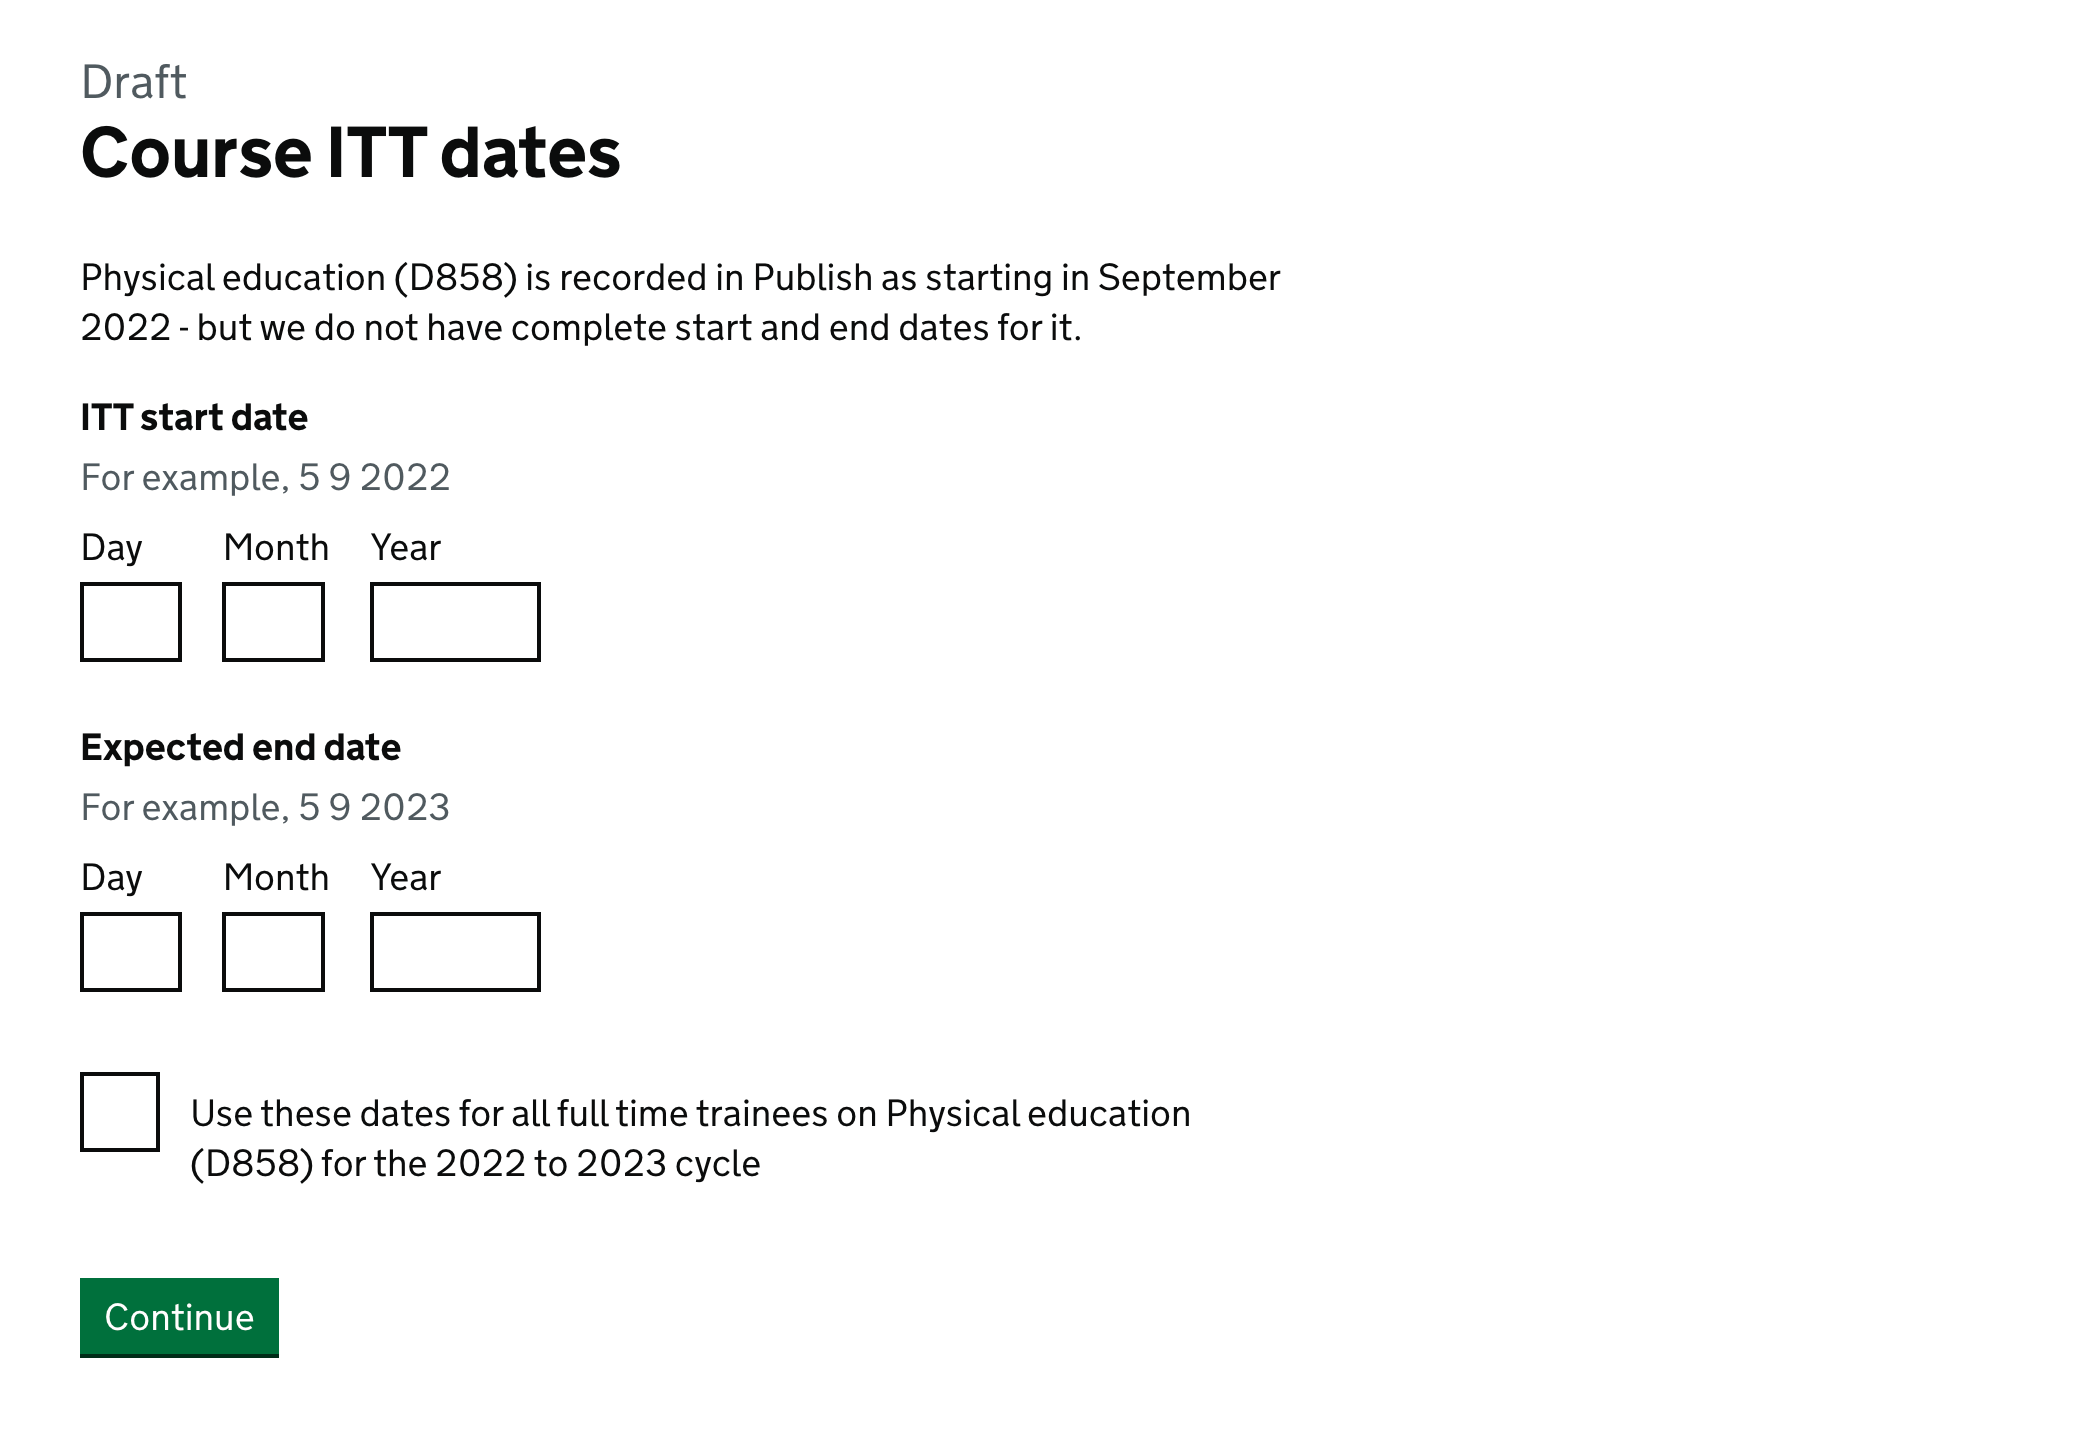 Draft
Course ITT dates
Physical education (D858) is recorded in Publish as starting in September
2022 - but we do not have complete start and end dates for it.
ITT start date
For example, 5 9 2022
Day Month Year
Expected end date
For example, 5 9 2023
Day Month Year
Use these dates for all full time trainees on Physical education
(D858) for the 2022 to 2023 cycle
Continue